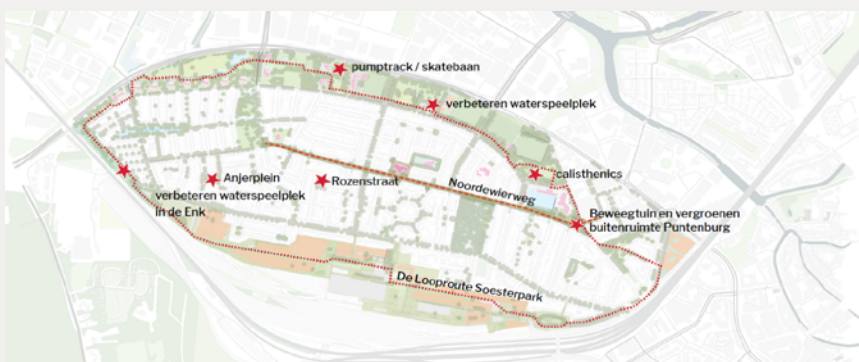 pumptrack / skatebaan
verbeteren waterspeelplek
calisthenics
Anjerplein
Rozenstraat
Noordewierweg
verbeteren waterspeelplek
in de Enk
Beweegtuin en vergroenen
buitenruimte Puntenburg
De Looproute Soesterpark